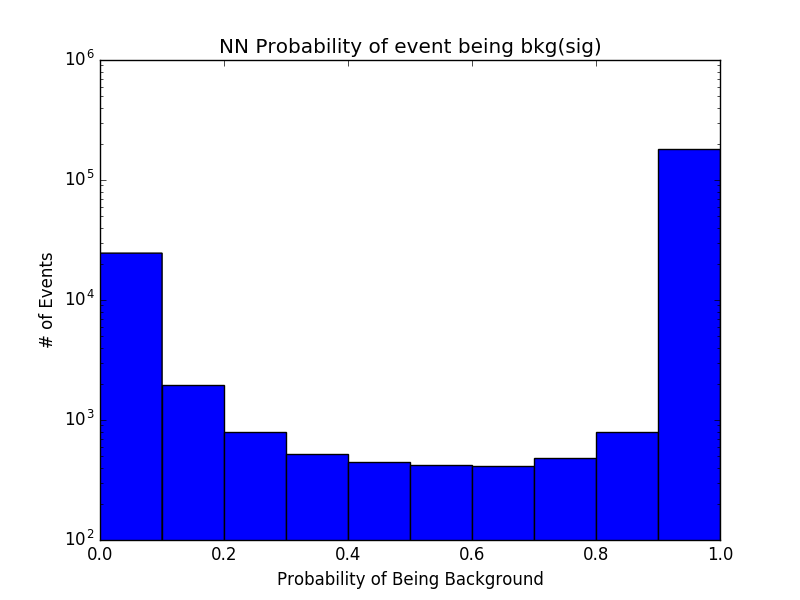 NN Probability of event being bkg(sig)
10^6
10^5
10^4
10^3
10^2
# of Events
0.0 0.2 0.4 0.6 0.8 1.0
Probability of Being Background